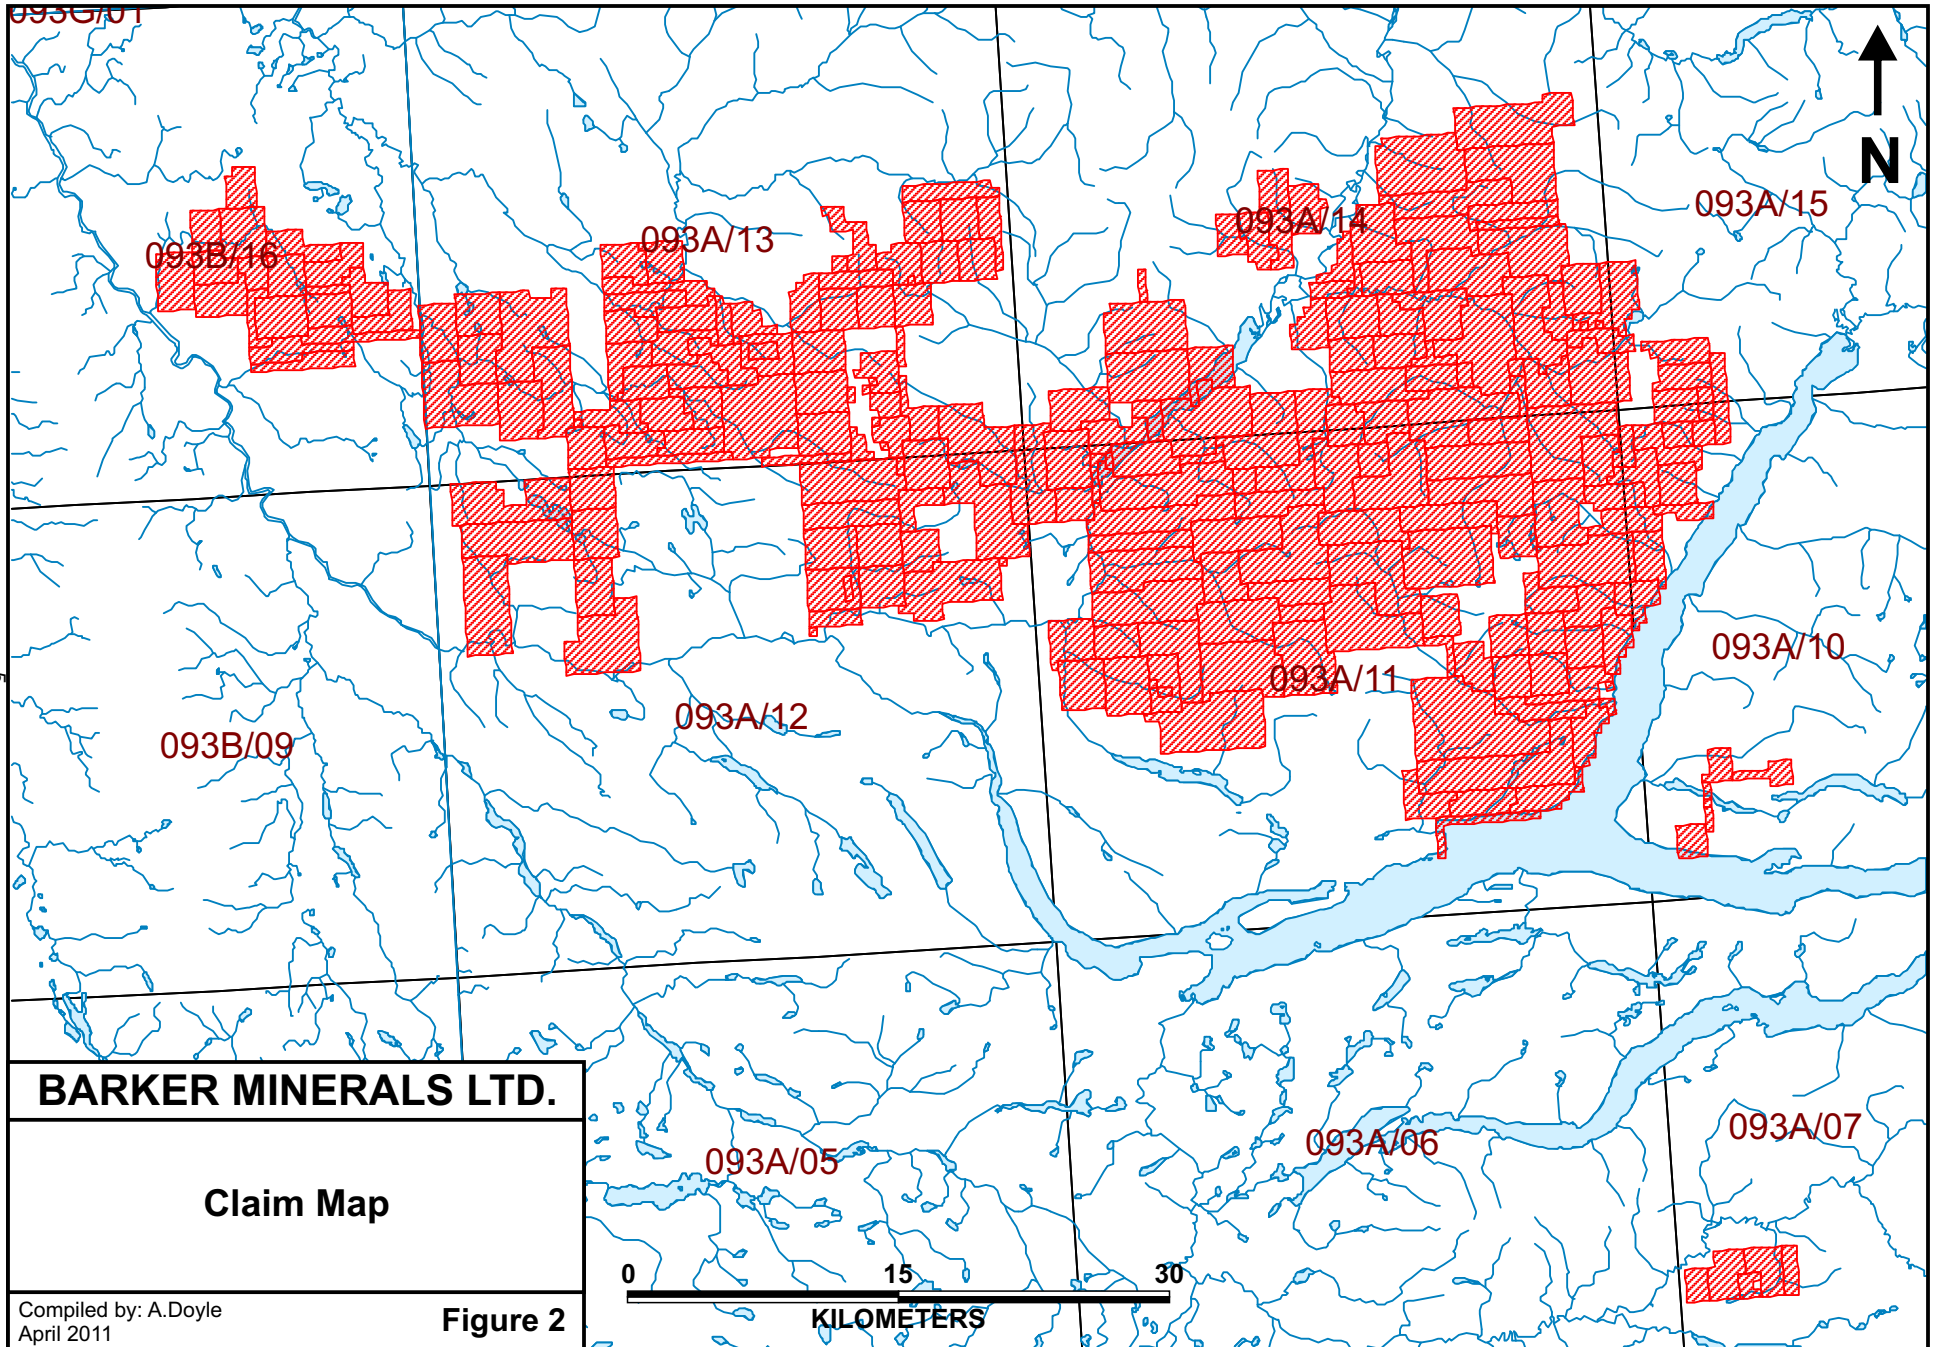 093G/01
N
093A/15
093A/14
093A/13
093B/16
093A/10
093A/11
093A/12
093B/09
093A/07
093A/06
093A/05
BARKER MINERALS LTD.
Claim Map
Compiled by: A.Doyle
April 2011
Figure 2
0 15 30
KILOMETERS